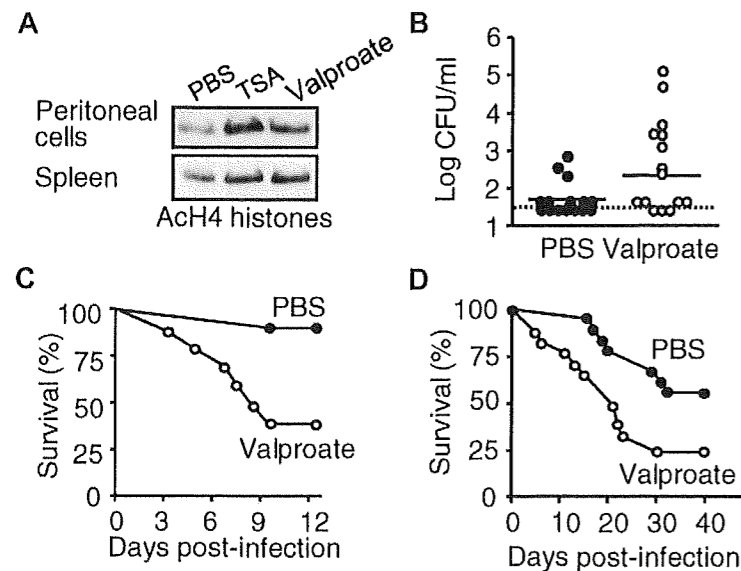 A
PBS TSA Valproate
Peritoneal
cells
Spleen
AcH4 histones
B
Log CFU/ml
6
5
4
3
2
1
PBS Valproate
C
Survival (%)
100
75
50
25
0
PBS
Valproate
0 3 6 9 12
Days post-infection
D
Survival (%)
100
75
50
25
0
PBS
Valproate
0 10 20 30 40
Days post-infection